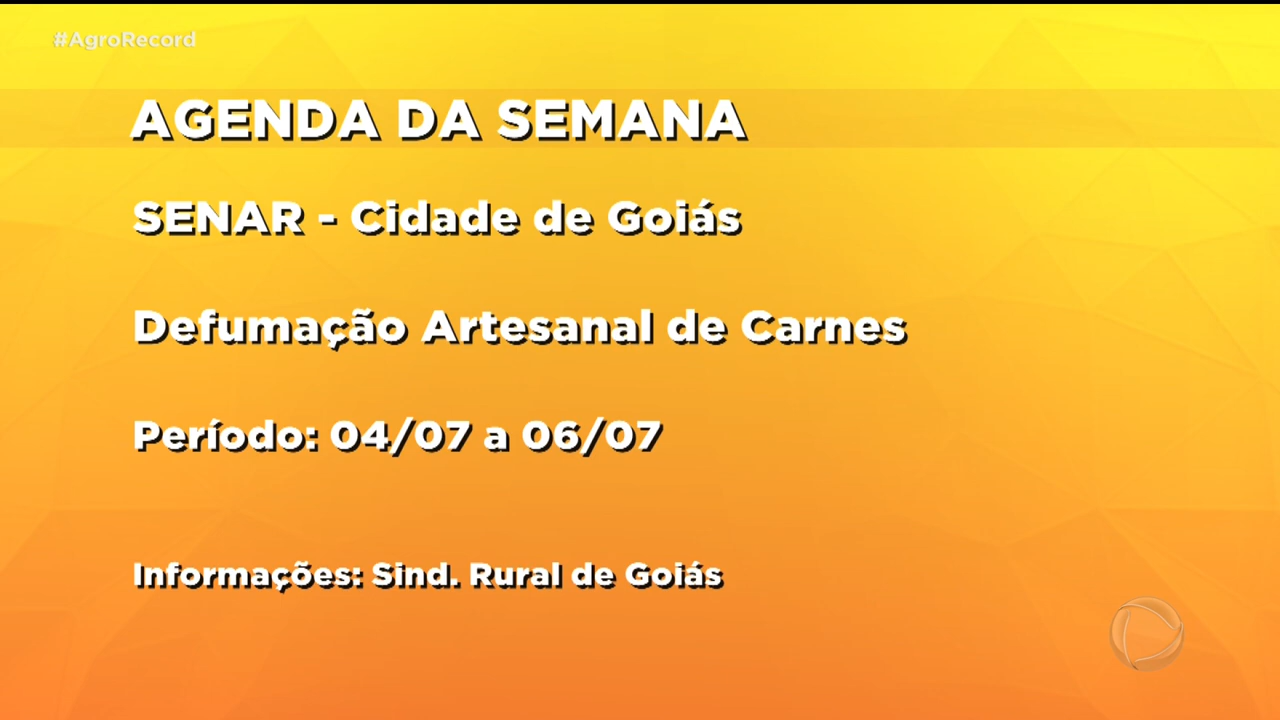 #AgroRecord
AGENDA DA SEMANA
SENAR - Cidade de Goiás
Defumação Artesanal de Carnes
Período: 04/07 a 06/07
Informações: Sind. Rural de Goiás